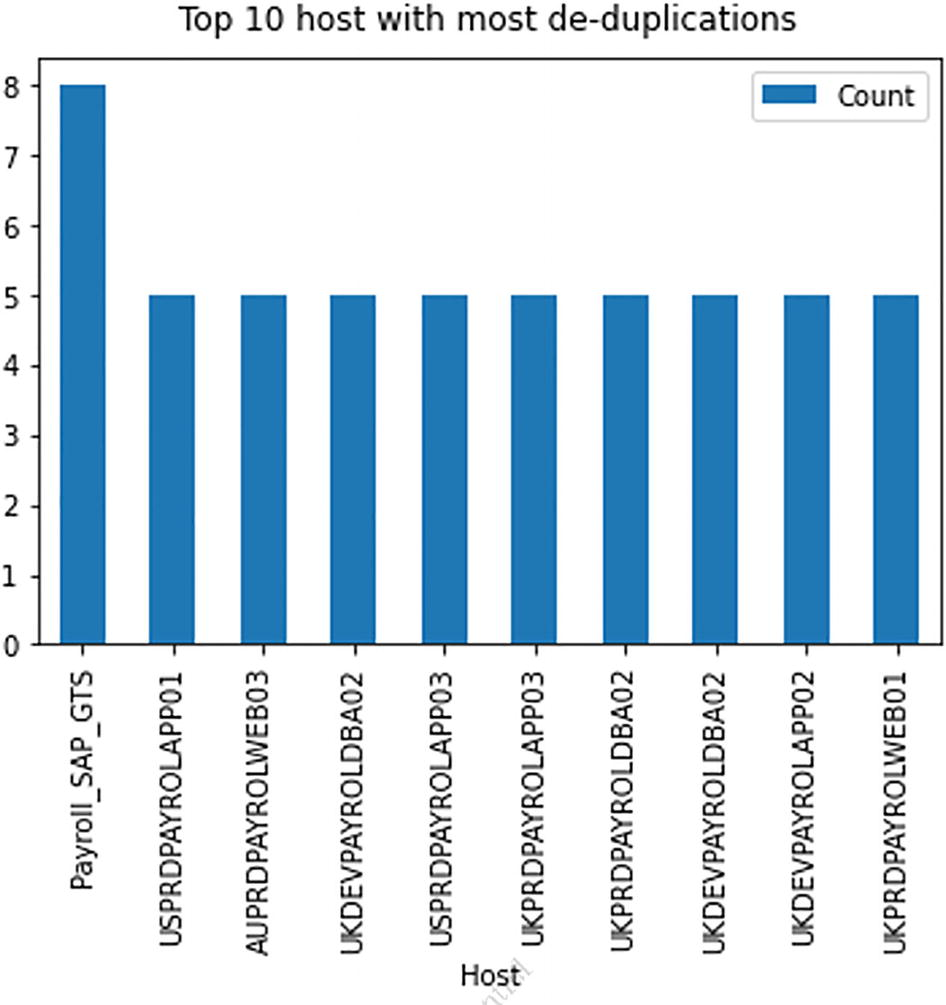 Top 10 host with most de-duplications
Count
8
7
6
5
4
3
2
1
0
Payroll_SAP_GTS
USPRDPAYROLAPP01
AUPRDPAYROLWEB03
UKDEVPAYROLDBA02
USPRDPAYROLAPP03
UKPRDPAYROLAPP03
UKPRDPAYROLDBA02
UKDEVPAYROLDBA02
UKDEVPAYROLAPP02
UKPRDPAYROLWEB01
Host